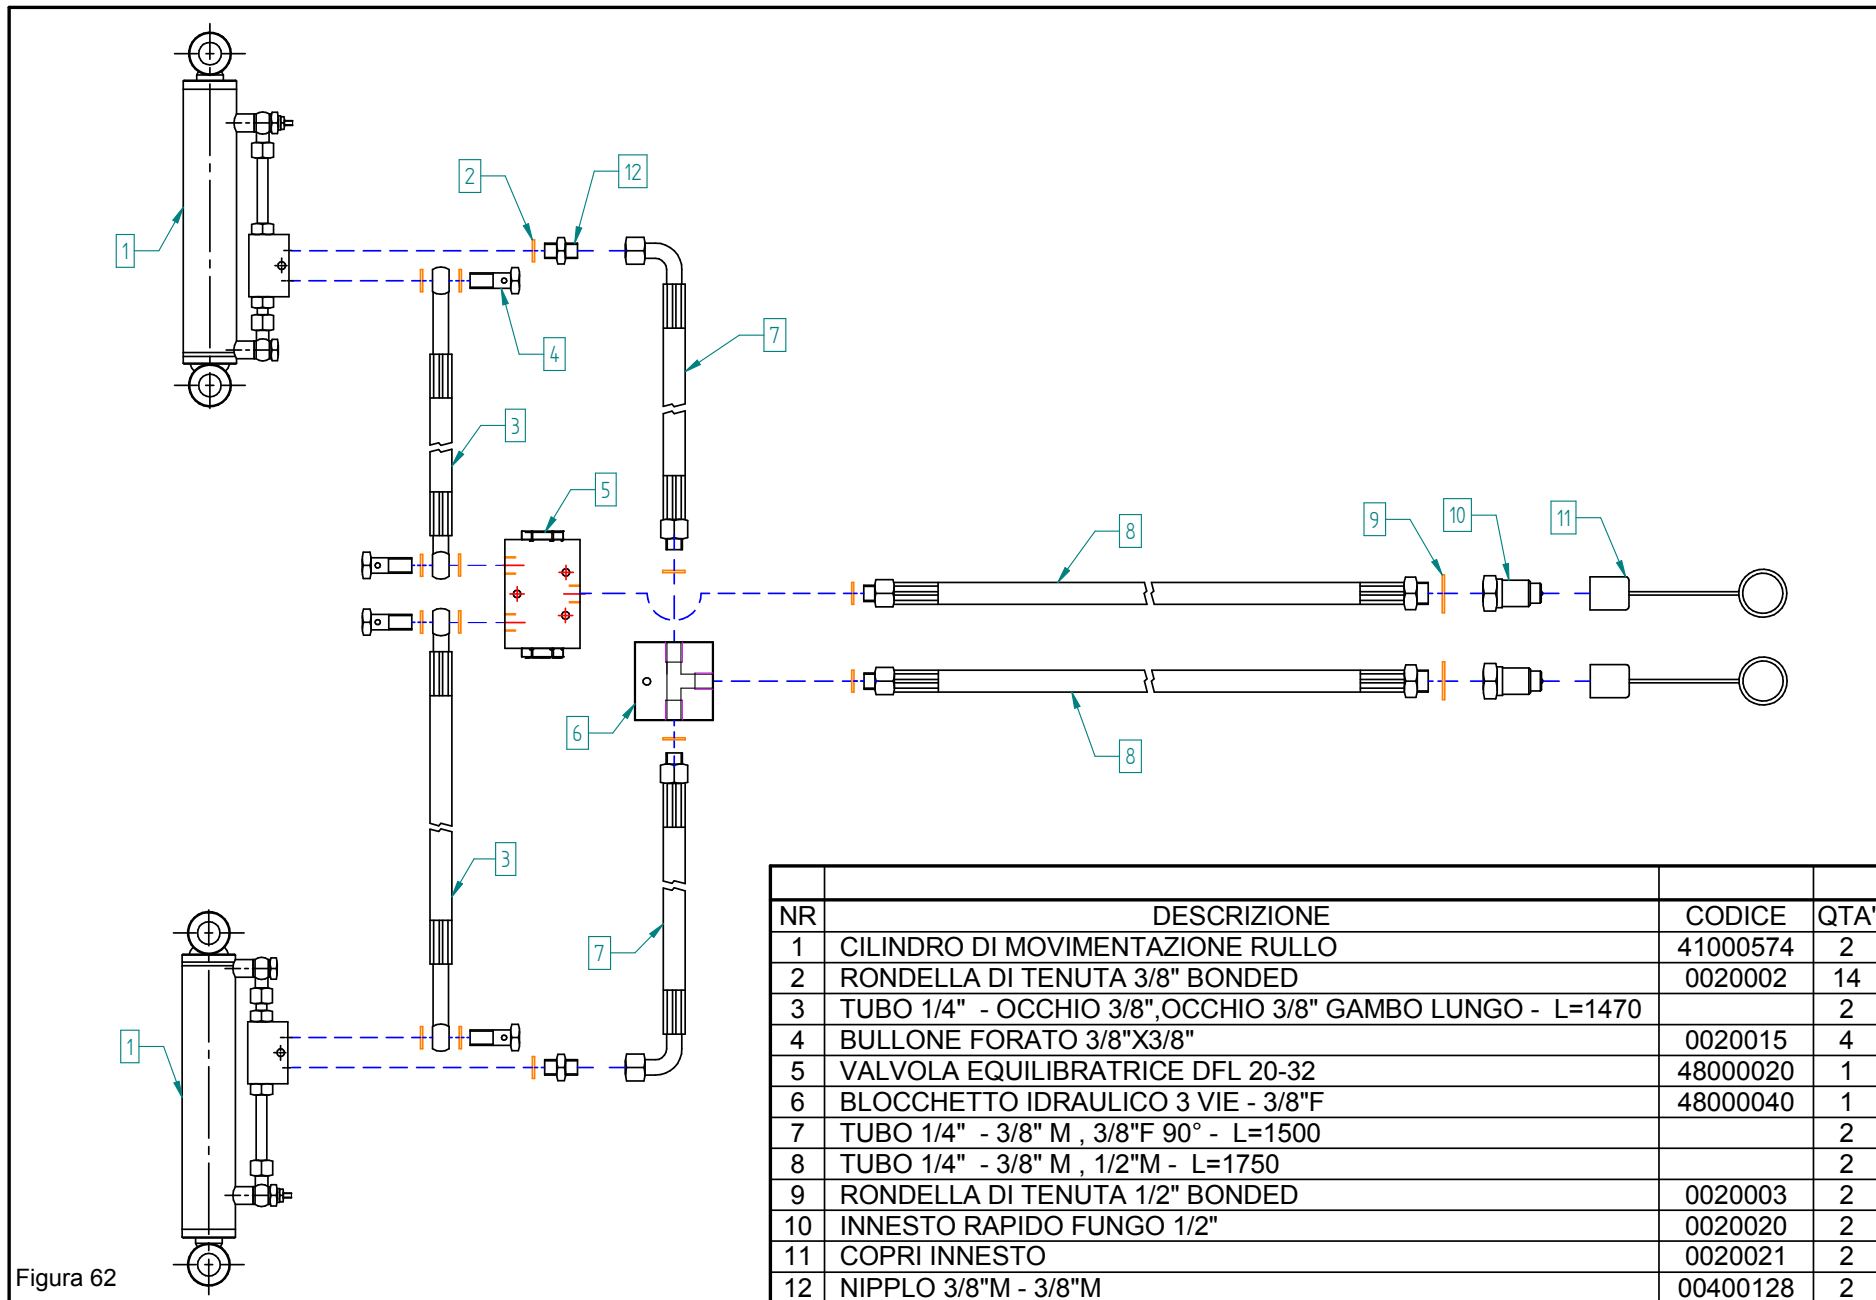 2
12
1
7
4
3
5
9
10
11
8
6
8
3
7
1
NR DESCRIZIONE CODICE QTA'
1 CILINDRO DI MOVIMENTAZIONE RULLO 41000574 2
2 RONDELLA DI TENUTA 3/8" BONDED 0020002 14
3 TUBO 1/4" - OCCHIO 3/8",OCCHIO 3/8" GAMBO LUNGO - L=1470 2
4 BULLONE FORATO 3/8"X3/8" 0020015 4
5 VALVOLA EQUILIBRATRICE DFL 20-32 48000020 1
6 BLOCCHETTO IDRAULICO 3 VIE - 3/8"F 48000040 1
7 TUBO 1/4" - 3/8" M , 3/8"F 90° - L=1500 2
8 TUBO 1/4" - 3/8" M , 1/2"M - L=1750 2
9 RONDELLA DI TENUTA 1/2" BONDED 0020003 2
10 INNESTO RAPIDO FUNGO 1/2" 0020020 2
11 COPRI INNESTO 0020021 2
12 NIPPLO 3/8"M - 3/8"M 00400128 2
Figura 62